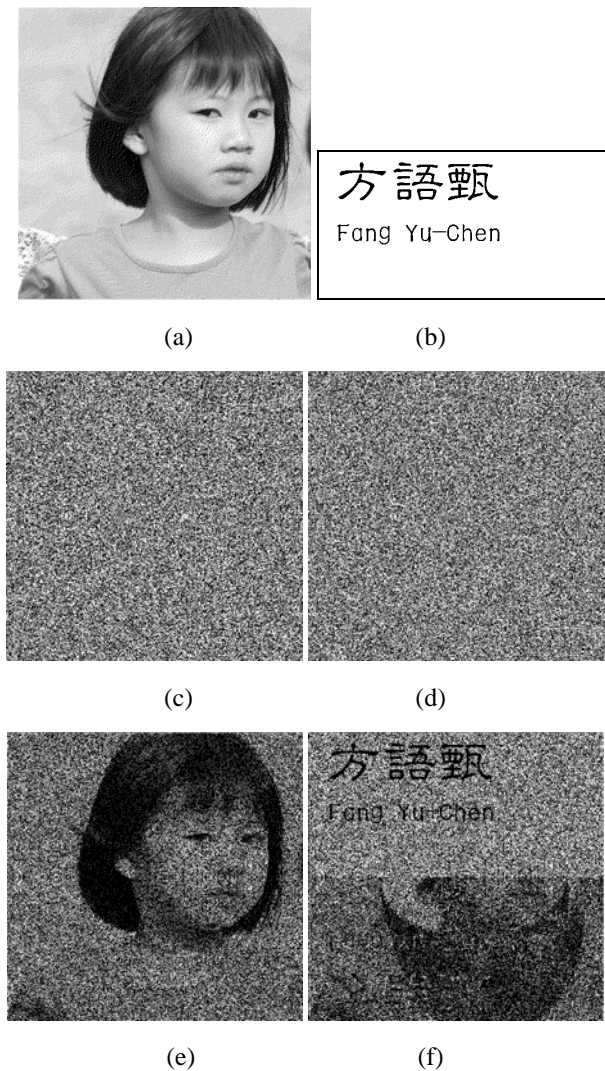 方語甄
Fang Yu-Chen
(a)
(b)
(c)
(d)
方語甄
Fang Yu-Chen
(e)
(f)